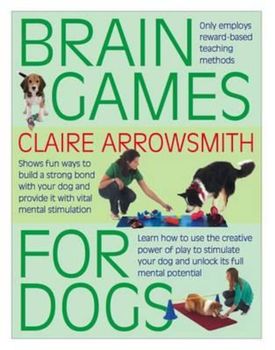 BRAIN
Only employs
reward-based
teaching
methods
GAMES
CLAIRE ARROWSMITH
Shows fun ways to
build a strong bond
with your dog and
provide it with vital
mental stimulation
FOR
DOGS
Learn how to use the creative
power of play to stimulate
your dog and unlock its full
mental potential